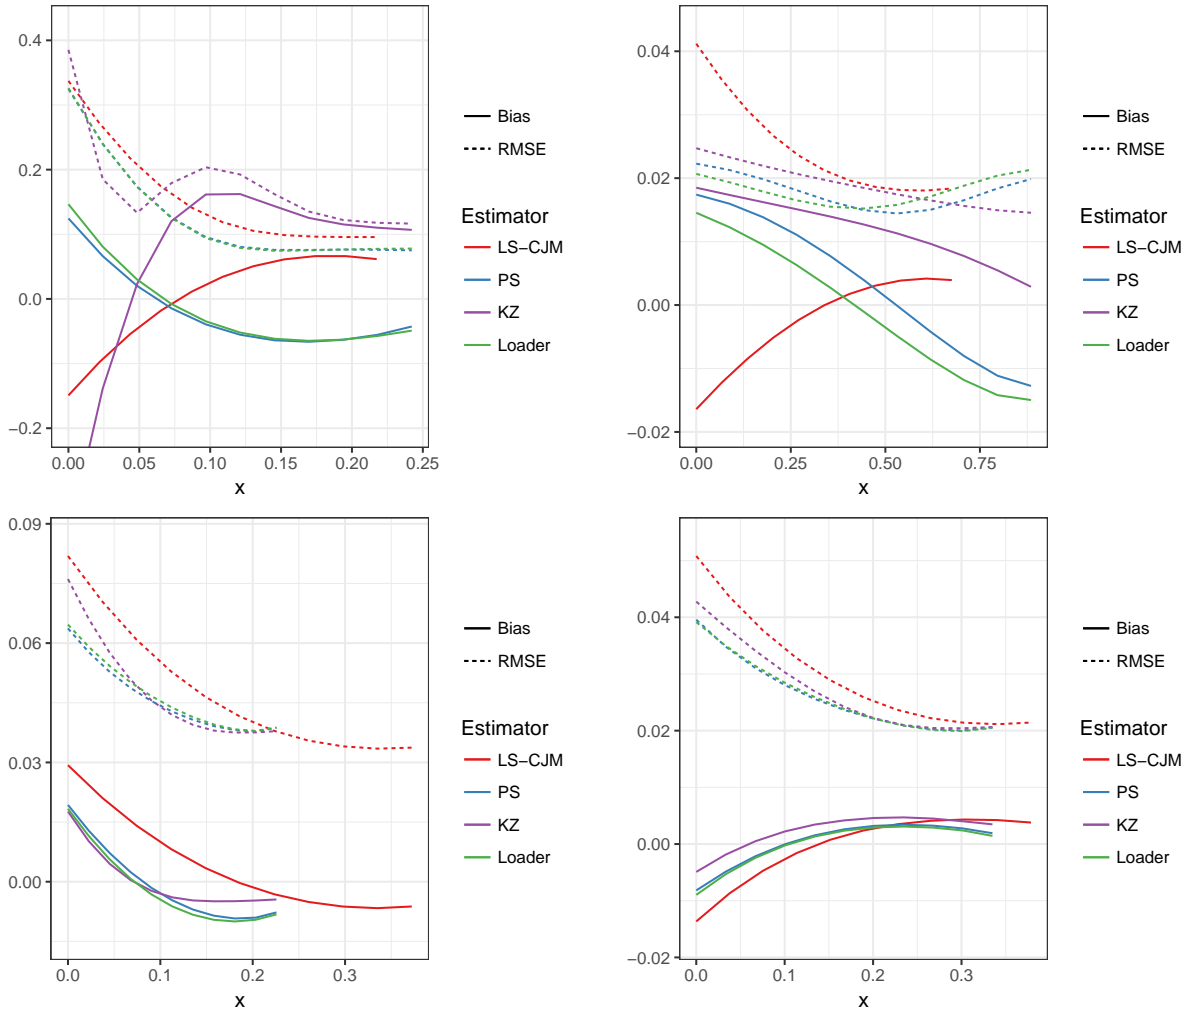 0.4
0.2
0.0
−0.2
0.00 0.05 0.10 0.15 0.20 0.25
x
Bias
RMSE
Estimator
LS−CJM
PS
KZ
Loader
0.04
0.02
0.00
−0.02
0.00 0.25 0.50 0.75
x
Bias
RMSE
Estimator
LS−CJM
PS
KZ
Loader
0.09
0.06
0.03
0.00
0.0 0.1 0.2 0.3
x
Bias
RMSE
Estimator
LS−CJM
PS
KZ
Loader
0.04
0.02
0.00
−0.02
0.0 0.1 0.2 0.3
x
Bias
RMSE
Estimator
LS−CJM
PS
KZ
Loader